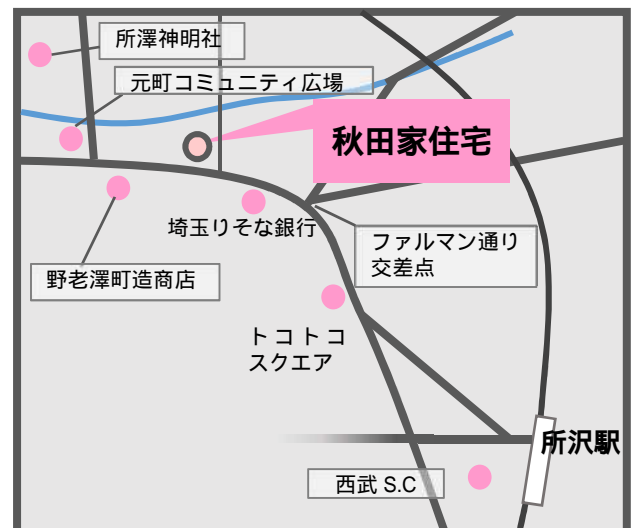 所澤神明社
元町コミュニティ広場
秋田家住宅
埼玉りそな銀行
ファルマン通り
交差点
野老澤町造商店
トコトコ
スクエア
所沢駅
西武 S.C